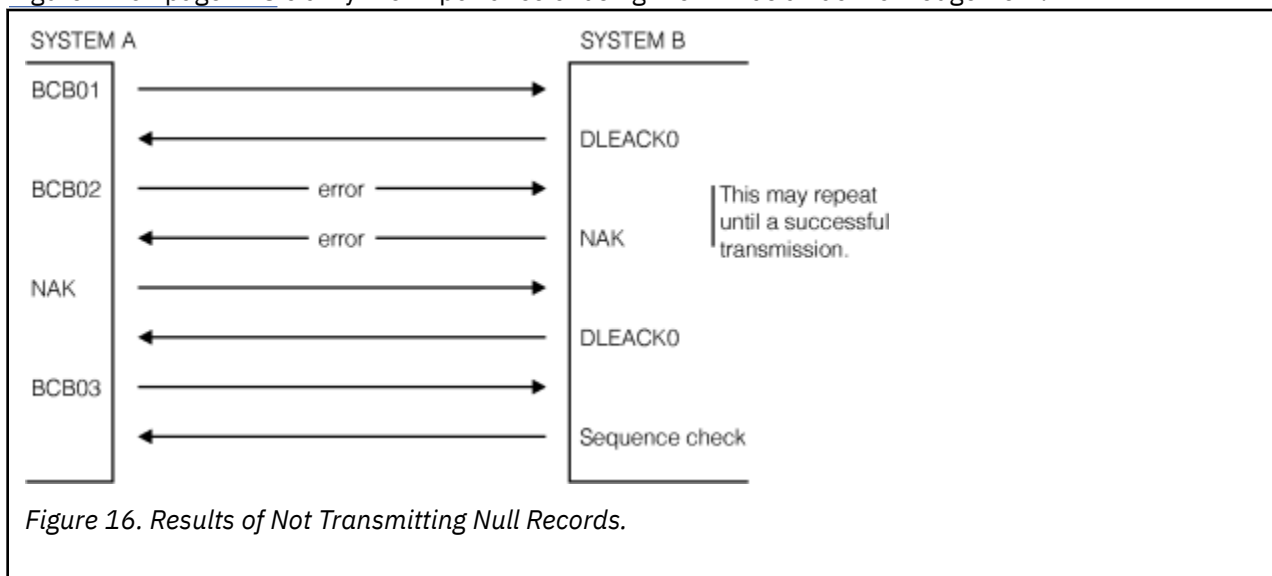 SYSTEM A SYSTEM B
BCB01
DLEACK0
BCB02 error
This may repeat
until a successful
transmission.
error NAK
NAK
DLEACK0
BCB03
Sequence check
Figure 16. Results of Not Transmitting Null Records.